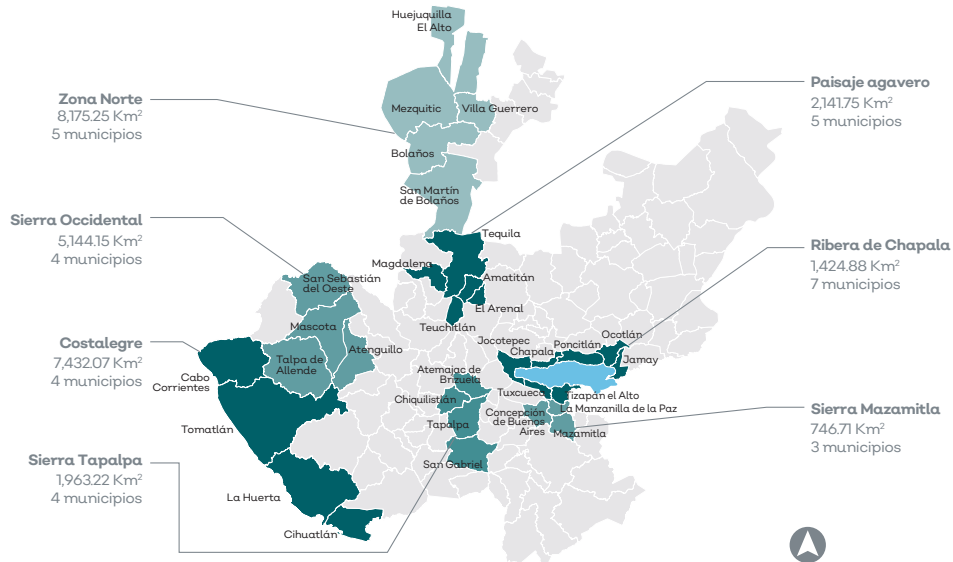 Huejuquilla
El Alto
Mezquitic
Villa Guerrero
Bolaños
San Martín
de Bolaños
Zona Norte
8,175.25 Km²
5 municipios
Paisaje agavero
2,141.75 Km²
5 municipios
Sierra Occidental
5,144.15 Km²
4 municipios
Tequila
Magdalena
Amatitán
El Arenal
Teuchitlán
Ribera de Chapala
1,424.88 Km²
7 municipios
San Sebastián
del Oeste
Mascota
Talpa de
Allende
Atenguillo
Costalegre
7,432.07 Km²
4 municipios
Cabo
Corrientes
Tomatlán
La Huerta
Cihuatlán
Jocotepec
Chapala
Poncitlán
Ocotlán
Jamay
Tuxcueca
Tizapán el Alto
La Manzanilla de la Paz
Concepción
de Buenos
Aires
Mazamitla
Atemajac de
Brizuela
Chiquilistlán
Tapalpa
San Gabriel
Sierra Mazamitla
746.71 Km²
3 municipios
Sierra Tapalpa
1,963.22 Km²
4 municipios